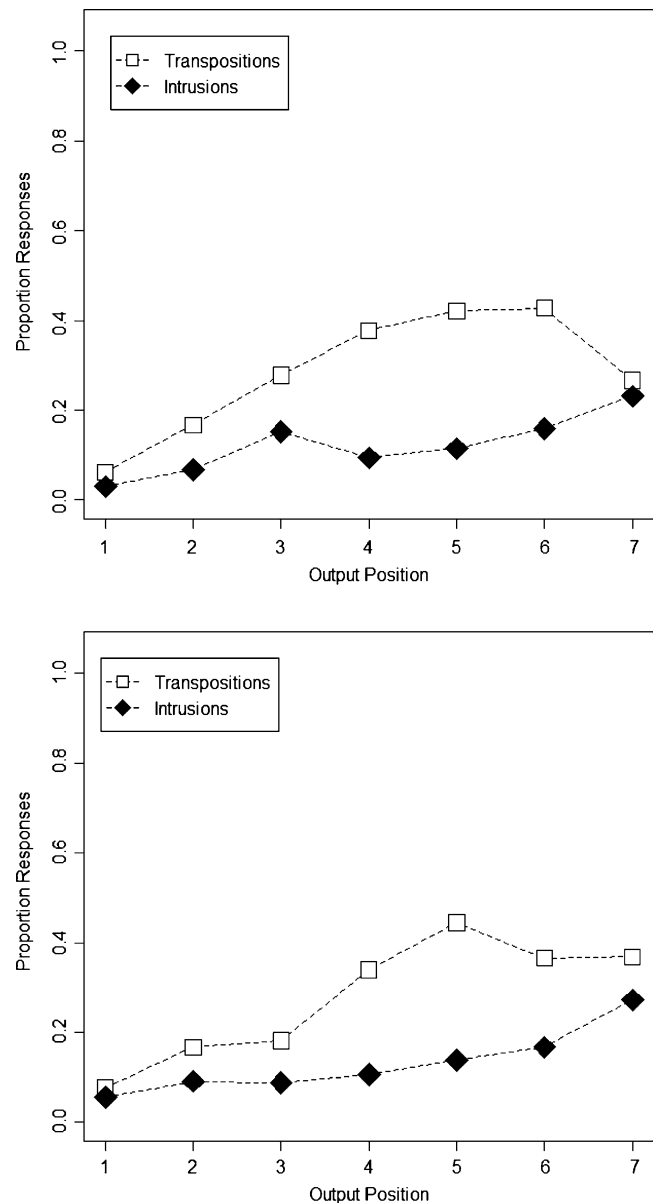 Transpositions
Intrusions
Proportion Responses
1.0
0.8
0.6
0.4
0.2
0.0
1 2 3 4 5 6 7
Output Position
Transpositions
Intrusions
Proportion Responses
1.0
0.8
0.6
0.4
0.2
0.0
1 2 3 4 5 6 7
Output Position